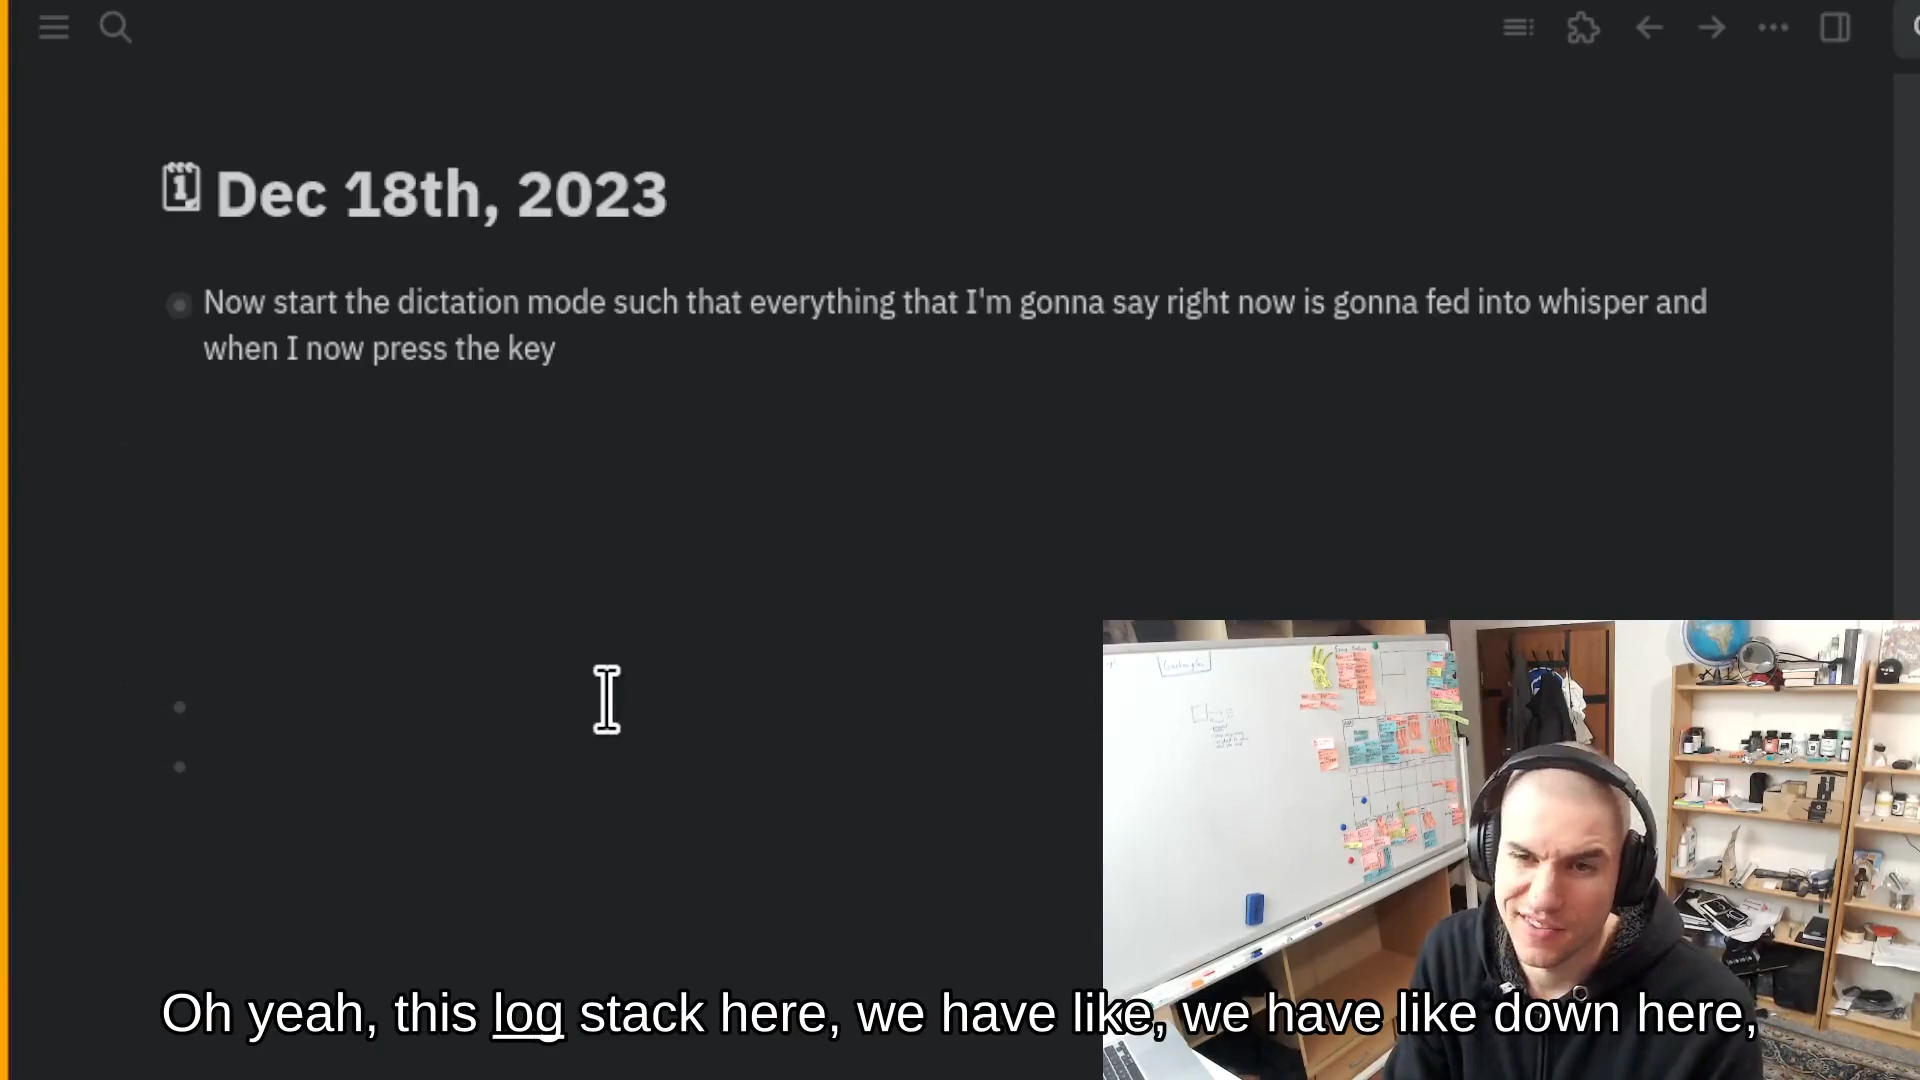 Dec 18th, 2023
Now start the dictation mode such that everything that I'm gonna say right now is gonna fed into whisper and
when I now press the key
Oh yeah, this log stack here, we have like, we have like down here,